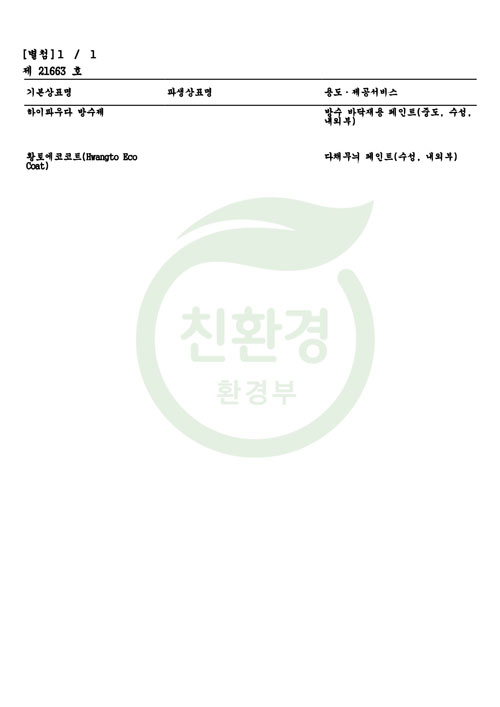 [별첨] 1 / 1
제 21663 호
기본상표명 파생상표명 용도·제공서비스
하이파우다 방수재 방수 바닥재용 페인트(중도, 수성,
내외부)
황토에코코트(Hwangto Eco 다채무늬 페인트(수성, 내외부)
Coat)
친환경
환경부